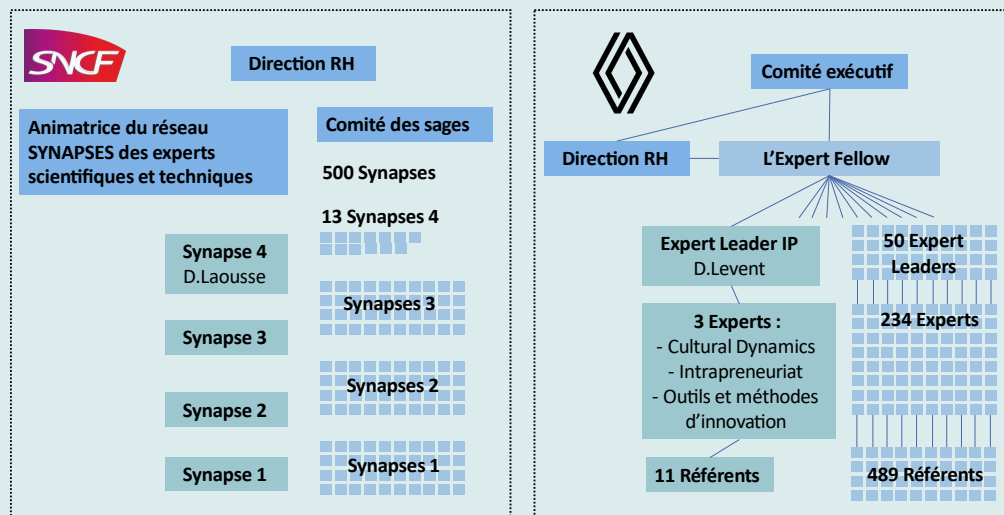 SNCF
Direction RH
Animatrice du réseau
SYNAPSES des experts
scientifiques et techniques
Comité des sages
500 Synapses
13 Synapses 4
Synapse 4
D.Laousse
Synapses 3
Synapse 3
Synapses 2
Synapse 2
Synapses 1
Synapse 1
Comité exécutif
Direction RH
L'Expert Fellow
Expert Leader IP
D.Levent
50 Expert
Leaders
3 Experts :
- Cultural Dynamics
- Intrapreneuriat
- Outils et méthodes
d'innovation
234 Experts
11 Référents
489 Référents